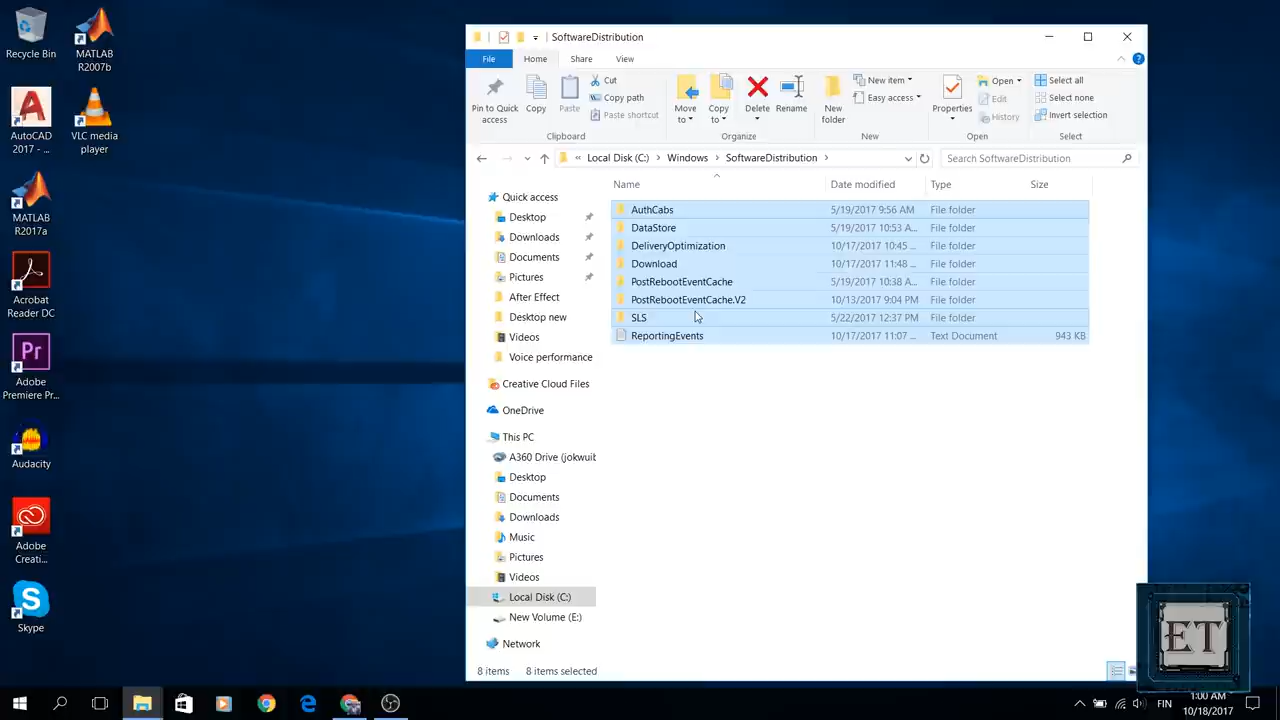 Recycle Bin
MATLAB
R2007b
AutoCAD
2017 - ...
VLC media
player
MATLAB
R2017a
Acrobat
Reader DC
Pr
Adobe
Premiere Pr...
Audacity
Adobe
Creati...
Skype
SoftwareDistribution
File
Home
Share
View
Pin to Quick
access
Copy
Paste
Cut
Copy path
Paste shortcut
Clipboard
Move
to
Copy
to
Delete
Rename
Organize
New
folder
New item
Easy access
New
Properties
Open
Edit
History
Open
Select all
Select none
Invert selection
Select
« Local Disk (C:) > Windows > SoftwareDistribution >
Search SoftwareDistribution
Name Date modified Type Size
AuthCabs 5/19/2017 9:56 AM File folder
DataStore 5/19/2017 10:53 A... File folder
DeliveryOptimization 10/17/2017 10:45 ... File folder
Download 10/17/2017 11:48 ... File folder
PostRebootEventCache 5/19/2017 10:38 A... File folder
PostRebootEventCache.V2 10/13/2017 9:04 PM File folder
SLS 5/22/2017 12:37 PM File folder
ReportingEvents 10/17/2017 11:07 ... Text Document 943 KB
Quick access
Desktop
Downloads
Documents
Pictures
After Effect
Desktop new
Videos
Voice performance
Creative Cloud Files
OneDrive
This PC
A360 Drive (jokwuit
Desktop
Documents
Downloads
Music
Pictures
Videos
Local Disk (C:)
New Volume (E:)
Network
8 items 8 items selected
ET
FIN
1:00 AM
10/18/2017